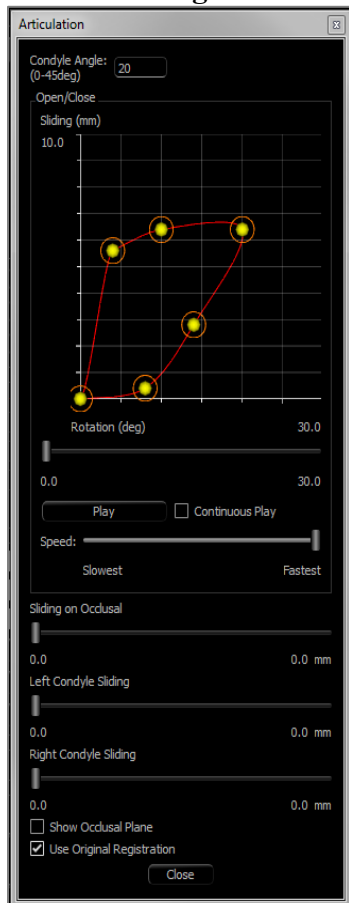 Articulation
Condyle Angle: 20
(0-45deg)
Open/Close
Sliding (mm)
10.0
Rotation (deg) 30.0
0.0 30.0
Play Continuous Play
Speed:
Slowest Fastest
Sliding on Occlusal
0.0 0.0 mm
Left Condyle Sliding
0.0 0.0 mm
Right Condyle Sliding
0.0 0.0 mm
Show Occlusal Plane
Use Original Registration
Close